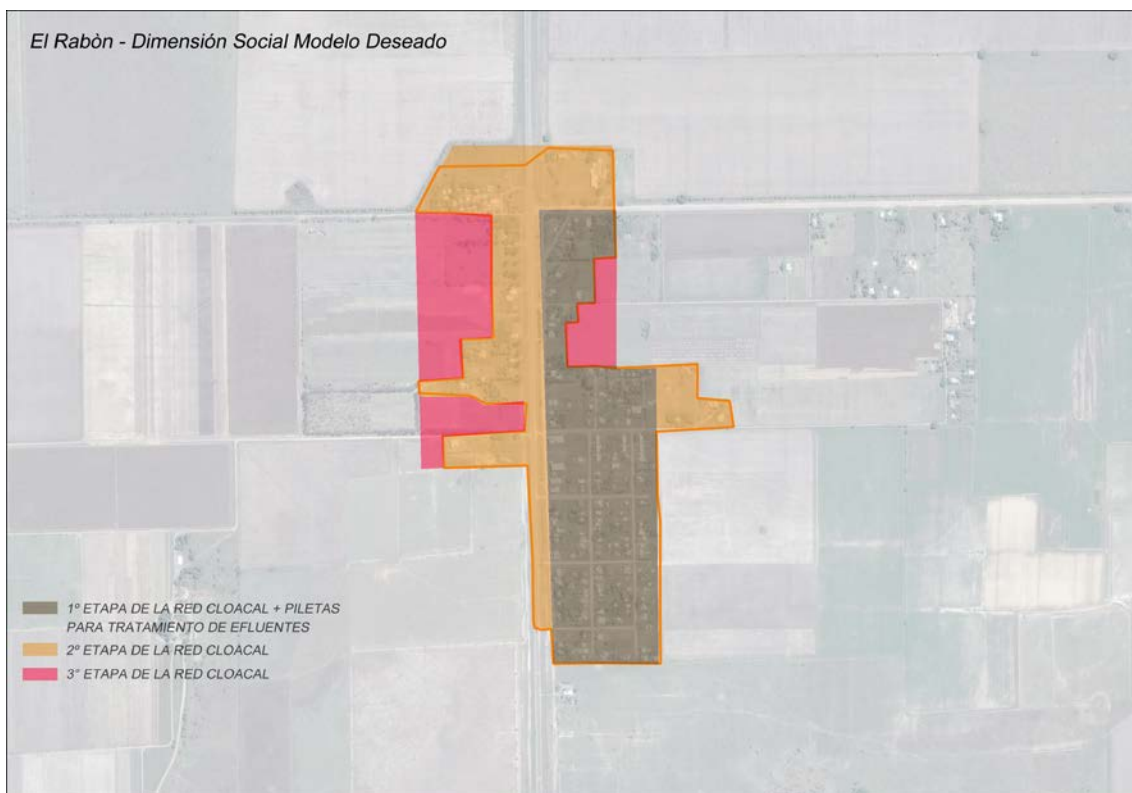 El Rabòn - Dimensión Social Modelo Deseado
1º ETAPA DE LA RED CLOACAL + PILETAS
PARA TRATAMIENTO DE EFLUENTES
2º ETAPA DE LA RED CLOACAL
3° ETAPA DE LA RED CLOACAL